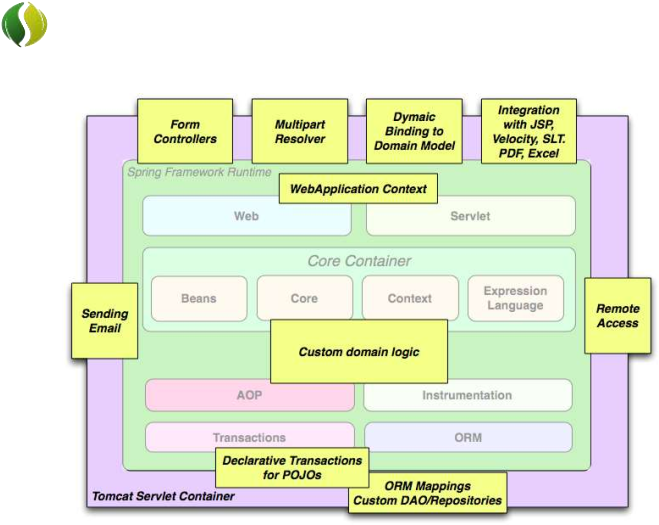 Form
Controllers
Multipart
Resolver
Dymaic
Binding to
Domain Model
Integration
with JSP,
Velocity, SLT.
PDF, Excel
Spring Framework Runtime
WebApplication Context
Web
Servlet
Core Container
Beans
Core
Context
Expression
Language
Sending
Email
Remote
Access
Custom domain logic
AOP
Instrumentation
Transactions
ORM
Declarative Transactions
for POJOs
ORM Mappings
Custom DAO/Repositories
Tomcat Servlet Container